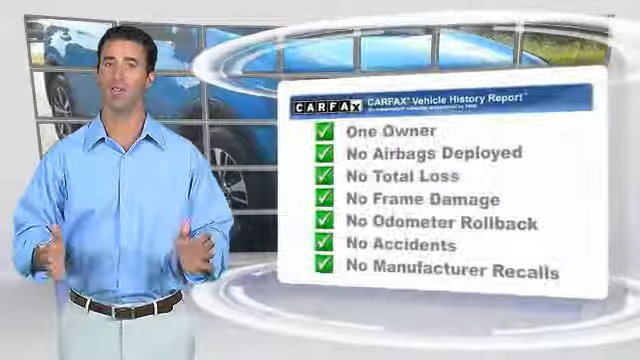 CARFAX CARFAX Vehicle History Report
One Owner
No Airbags Deployed
No Total Loss
No Frame Damage
No Odometer Rollback
No Accidents
No Manufacturer Recalls